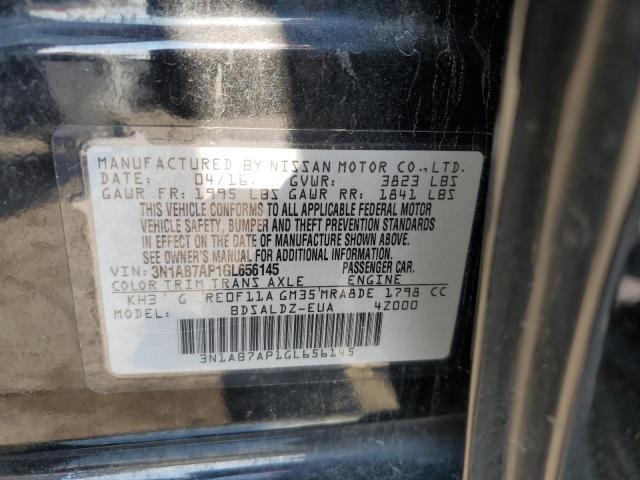 MANUFACTURED BY NISSAN MOTOR CO.,LTD.
DATE: 04/16. GVWR: 3823 LBS
GAWR FR: 1995 LBS GAWR RR: 1841 LBS
THIS VEHICLE CONFORMS TO ALL APPLICABLE FEDERAL MOTOR
VEHICLE SAFETY, BUMPER AND THEFT PREVENTION STANDARDS
IN EFFECT ON THE DATE OF MANUFACTURE SHOWN ABOVE.
SEE OWNER'S MANUAL FOR ADDITIONAL INFORMATION.
VIN: 3N1AB7AP1GL656145 PASSENGER CAR.
COLOR TRIM TRANS AXLE ENGINE
KH3 G RE0F11A GM35 MRA8DE 1798 CC
MODEL: BDSALDZ-EUA 4Z000
3N1AB7AP1GL656145